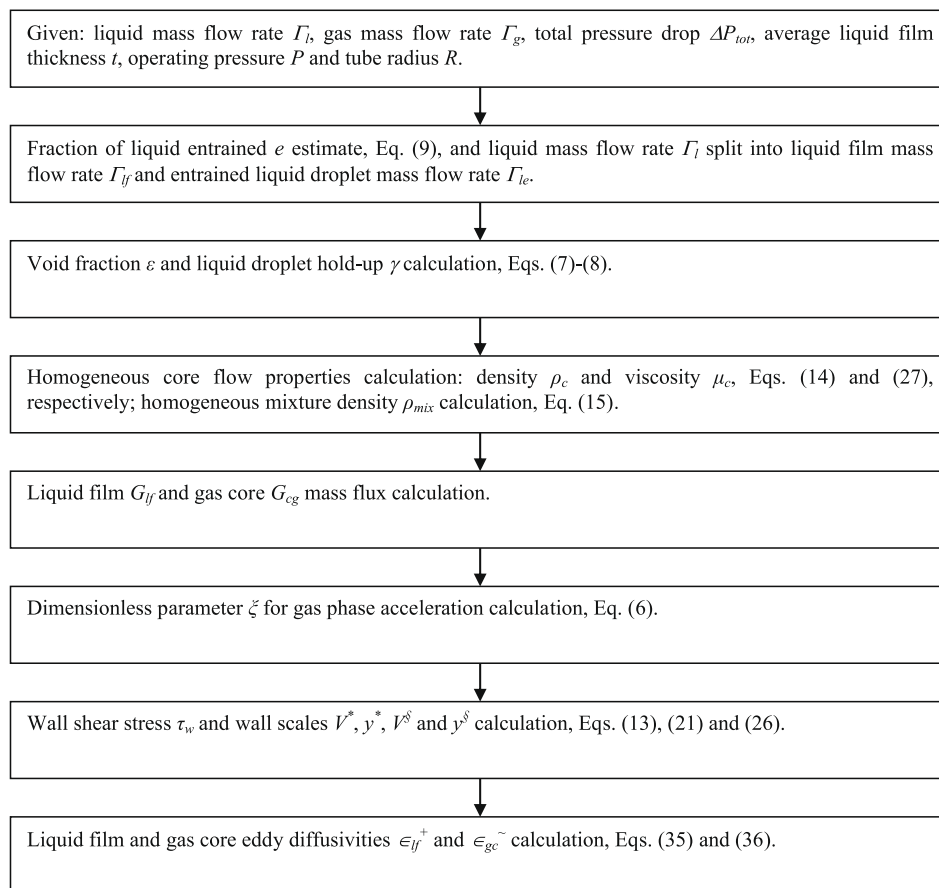 Given: liquid mass flow rate Γl, gas mass flow rate Γg, total pressure drop ΔPtot, average liquid film
thickness t, operating pressure P and tube radius R.
Fraction of liquid entrained e estimate, Eq. (9), and liquid mass flow rate Γl split into liquid film mass
flow rate Γlf and entrained liquid droplet mass flow rate Γle.
Void fraction ε and liquid droplet hold-up γ calculation, Eqs. (7)-(8).
Homogeneous core flow properties calculation: density ρc and viscosity μc, Eqs. (14) and (27),
respectively; homogeneous mixture density ρmix calculation, Eq. (15).
Liquid film Glf and gas core Gcg mass flux calculation.
Dimensionless parameter ξ for gas phase acceleration calculation, Eq. (6).
Wall shear stress τw and wall scales V*, y*, V§ and y§ calculation, Eqs. (13), (21) and (26).
Liquid film and gas core eddy diffusivities ∈lf+ and ∈gc~ calculation, Eqs. (35) and (36).